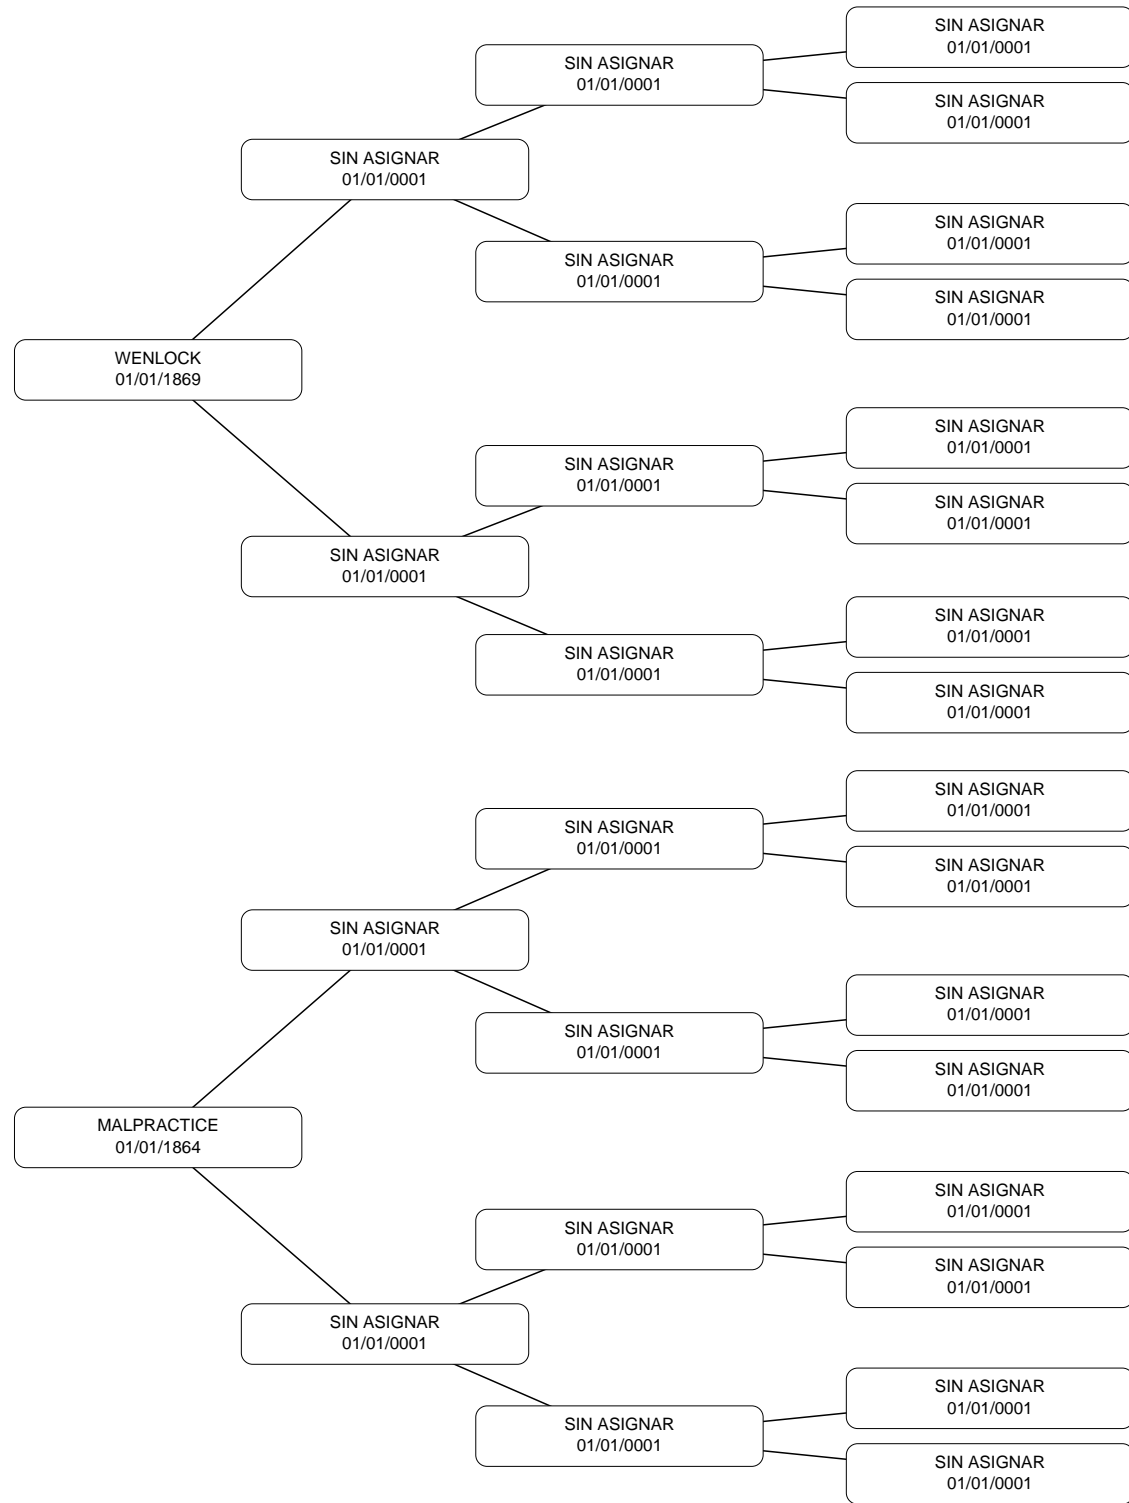 SIN ASIGNAR
01/01/0001
SIN ASIGNAR
01/01/0001
SIN ASIGNAR
01/01/0001
SIN ASIGNAR
01/01/0001
SIN ASIGNAR
01/01/0001
SIN ASIGNAR
01/01/0001
SIN ASIGNAR
01/01/0001
WENLOCK
01/01/1869
SIN ASIGNAR
01/01/0001
SIN ASIGNAR
01/01/0001
SIN ASIGNAR
01/01/0001
SIN ASIGNAR
01/01/0001
SIN ASIGNAR
01/01/0001
SIN ASIGNAR
01/01/0001
SIN ASIGNAR
01/01/0001
SIN ASIGNAR
01/01/0001
SIN ASIGNAR
01/01/0001
SIN ASIGNAR
01/01/0001
SIN ASIGNAR
01/01/0001
SIN ASIGNAR
01/01/0001
SIN ASIGNAR
01/01/0001
SIN ASIGNAR
01/01/0001
MALPRACTICE
01/01/1864
SIN ASIGNAR
01/01/0001
SIN ASIGNAR
01/01/0001
SIN ASIGNAR
01/01/0001
SIN ASIGNAR
01/01/0001
SIN ASIGNAR
01/01/0001
SIN ASIGNAR
01/01/0001
SIN ASIGNAR
01/01/0001